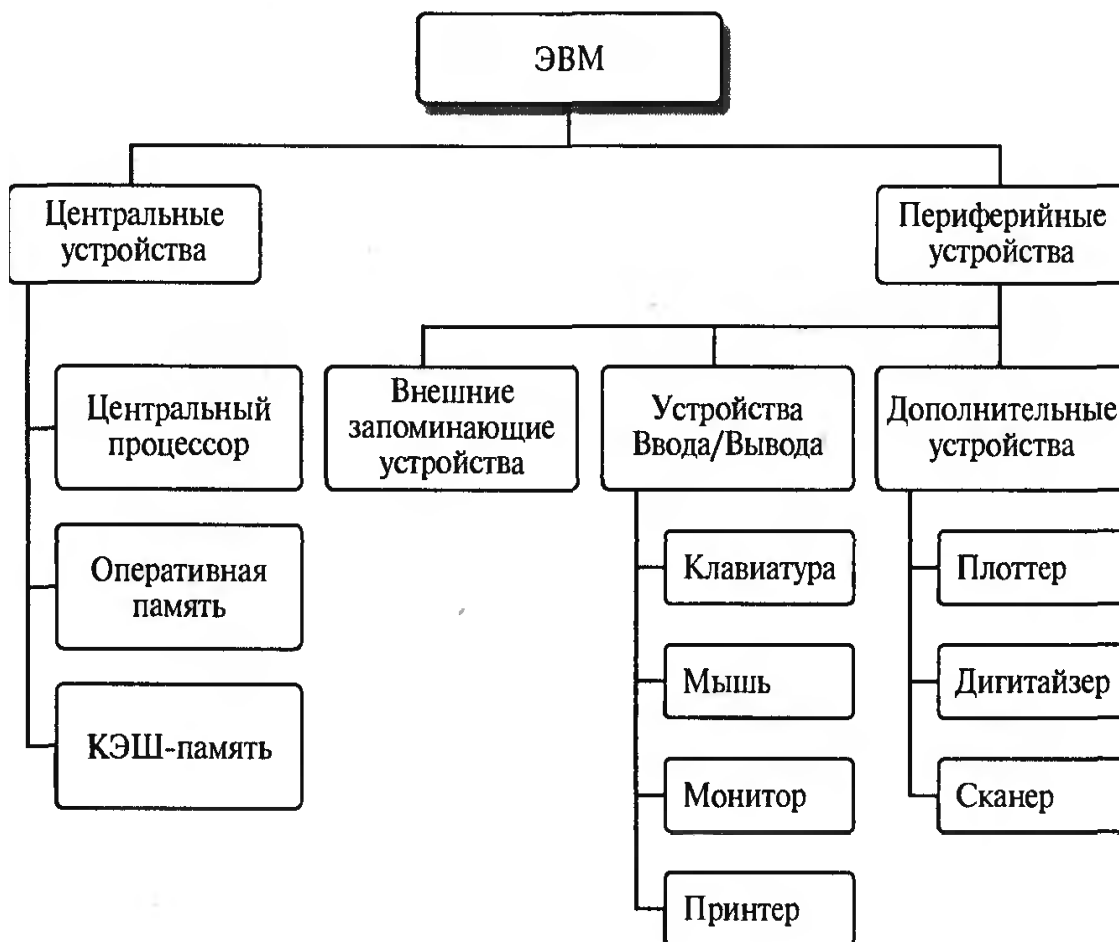 ЭВМ
Центральные
устройства
Периферийные
устройства
Центральный
процессор
Оперативная
память
КЭШ-память
Внешние
запоминающие
устройства
Устройства
Ввода/Вывода
Клавиатура
Мышь
Монитор
Принтер
Дополнительные
устройства
Плоттер
Дигитайзер
Сканер